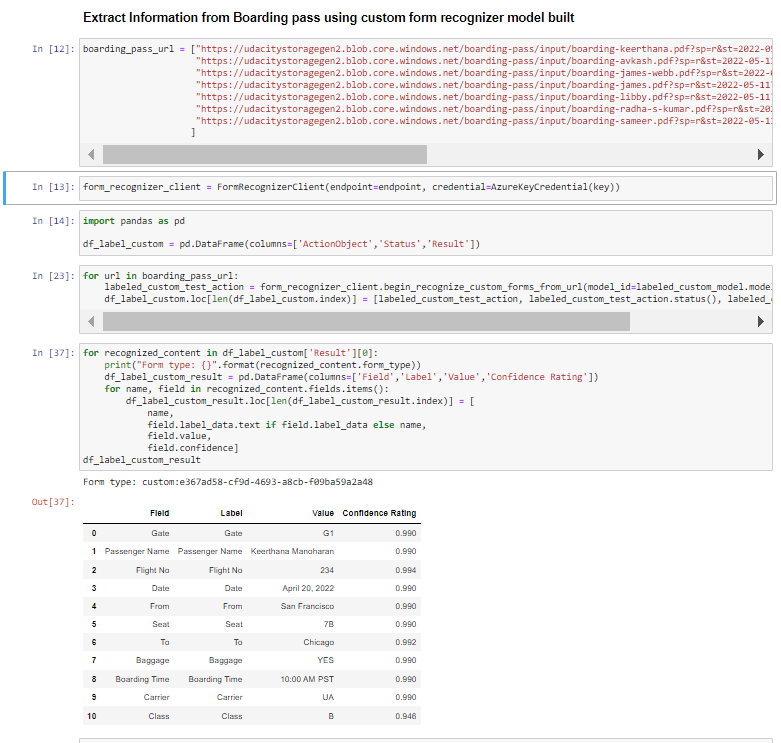 Extract Information from Boarding pass using custom form recognizer model built
In [12]: boarding_pass_url = ["https://udacitystoragegen2.blob.core.windows.net/boarding-pass/input/boarding-keerthana.pdf?sp=r&st=2022-05
"https://udacitystoragegen2.blob.core.windows.net/boarding-pass/input/boarding-avkash.pdf?sp=r&st=2022-05-1
"https://udacitystoragegen2.blob.core.windows.net/boarding-pass/input/boarding-james-webb.pdf?sp=r&st=2022-
"https://udacitystoragegen2.blob.core.windows.net/boarding-pass/input/boarding-james.pdf?sp=r&st=2022-05-11
"https://udacitystoragegen2.blob.core.windows.net/boarding-pass/input/boarding-libby.pdf?sp=r&st=2022-05-11
"https://udacitystoragegen2.blob.core.windows.net/boarding-pass/input/boarding-radha-s-kumar.pdf?sp=r&st=20
"https://udacitystoragegen2.blob.core.windows.net/boarding-pass/input/boarding-sameer.pdf?sp=r&st=2022-05-1
]
In [13]: form_recognizer_client = FormRecognizerClient(endpoint=endpoint, credential=AzureKeyCredential(key))
In [14]: import pandas as pd
df_label_custom = pd.DataFrame(columns=['ActionObject','Status','Result'])
In [23]: for url in boarding_pass_url:
labeled_custom_test_action = form_recognizer_client.begin_recognize_custom_forms_from_url(model_id=labeled_custom_model.mode
df_label_custom.loc[len(df_label_custom.index)] = [labeled_custom_test_action, labeled_custom_test_action.status(), labeled_
In [37]: for recognized_content in df_label_custom['Result'][0]:
print("Form type: {}".format(recognized_content.form_type))
df_label_custom_result = pd.DataFrame(columns=['Field','Label','Value','Confidence Rating'])
for name, field in recognized_content.fields.items():
df_label_custom_result.loc[len(df_label_custom_result.index)] = [
name,
field.label_data.text if field.label_data else name,
field.value,
field.confidence]
df_label_custom_result
Form type: custom:e367ad58-cf9d-4693-a8cb-f09ba59a2a48
Out[37]:
Field Label Value Confidence Rating
0 Gate Gate G1 0.990
1 Passenger Name Passenger Name Keerthana Manoharan 0.990
2 Flight No Flight No 234 0.994
3 Date Date April 20, 2022 0.990
4 From From San Francisco 0.990
5 Seat Seat 7B 0.990
6 To To Chicago 0.992
7 Baggage Baggage YES 0.990
8 Boarding Time Boarding Time 10:00 AM PST 0.990
9 Carrier Carrier UA 0.990
10 Class Class B 0.946